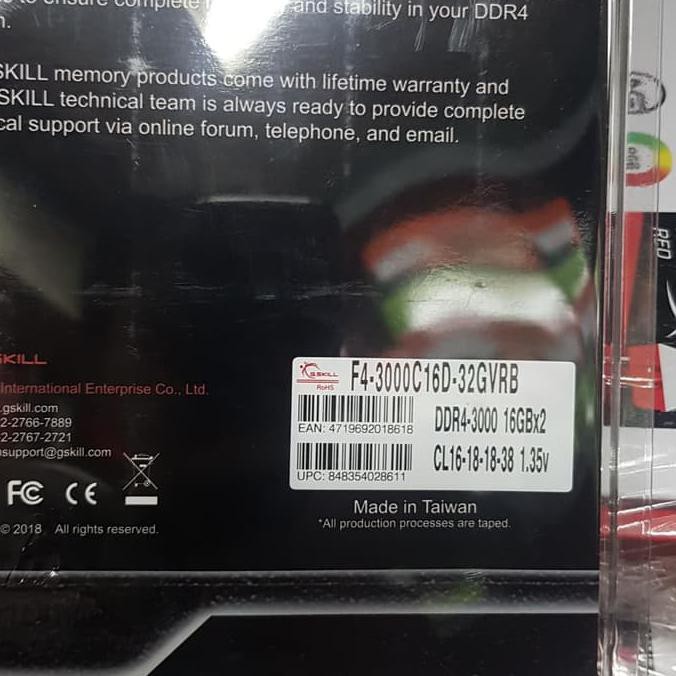 and stability in your DDR4
SKILL memory products come with lifetime warranty and
SKILL technical team is always ready to provide complete
cal support via online forum, telephone, and email.
SKILL
International Enterprise Co., Ltd.
.gskill.com
2-2766-7889
2-2767-2721
support@gskill.com
FC CE
© 2018 All rights reserved.
G.SKILL
RoHS
F4-3000C16D-32GVRB
EAN: 4719692018618
DDR4-3000 16GBx2
UPC: 848354028611
CL16-18-18-38 1.35v
Made in Taiwan
*All production processes are taped.
RED